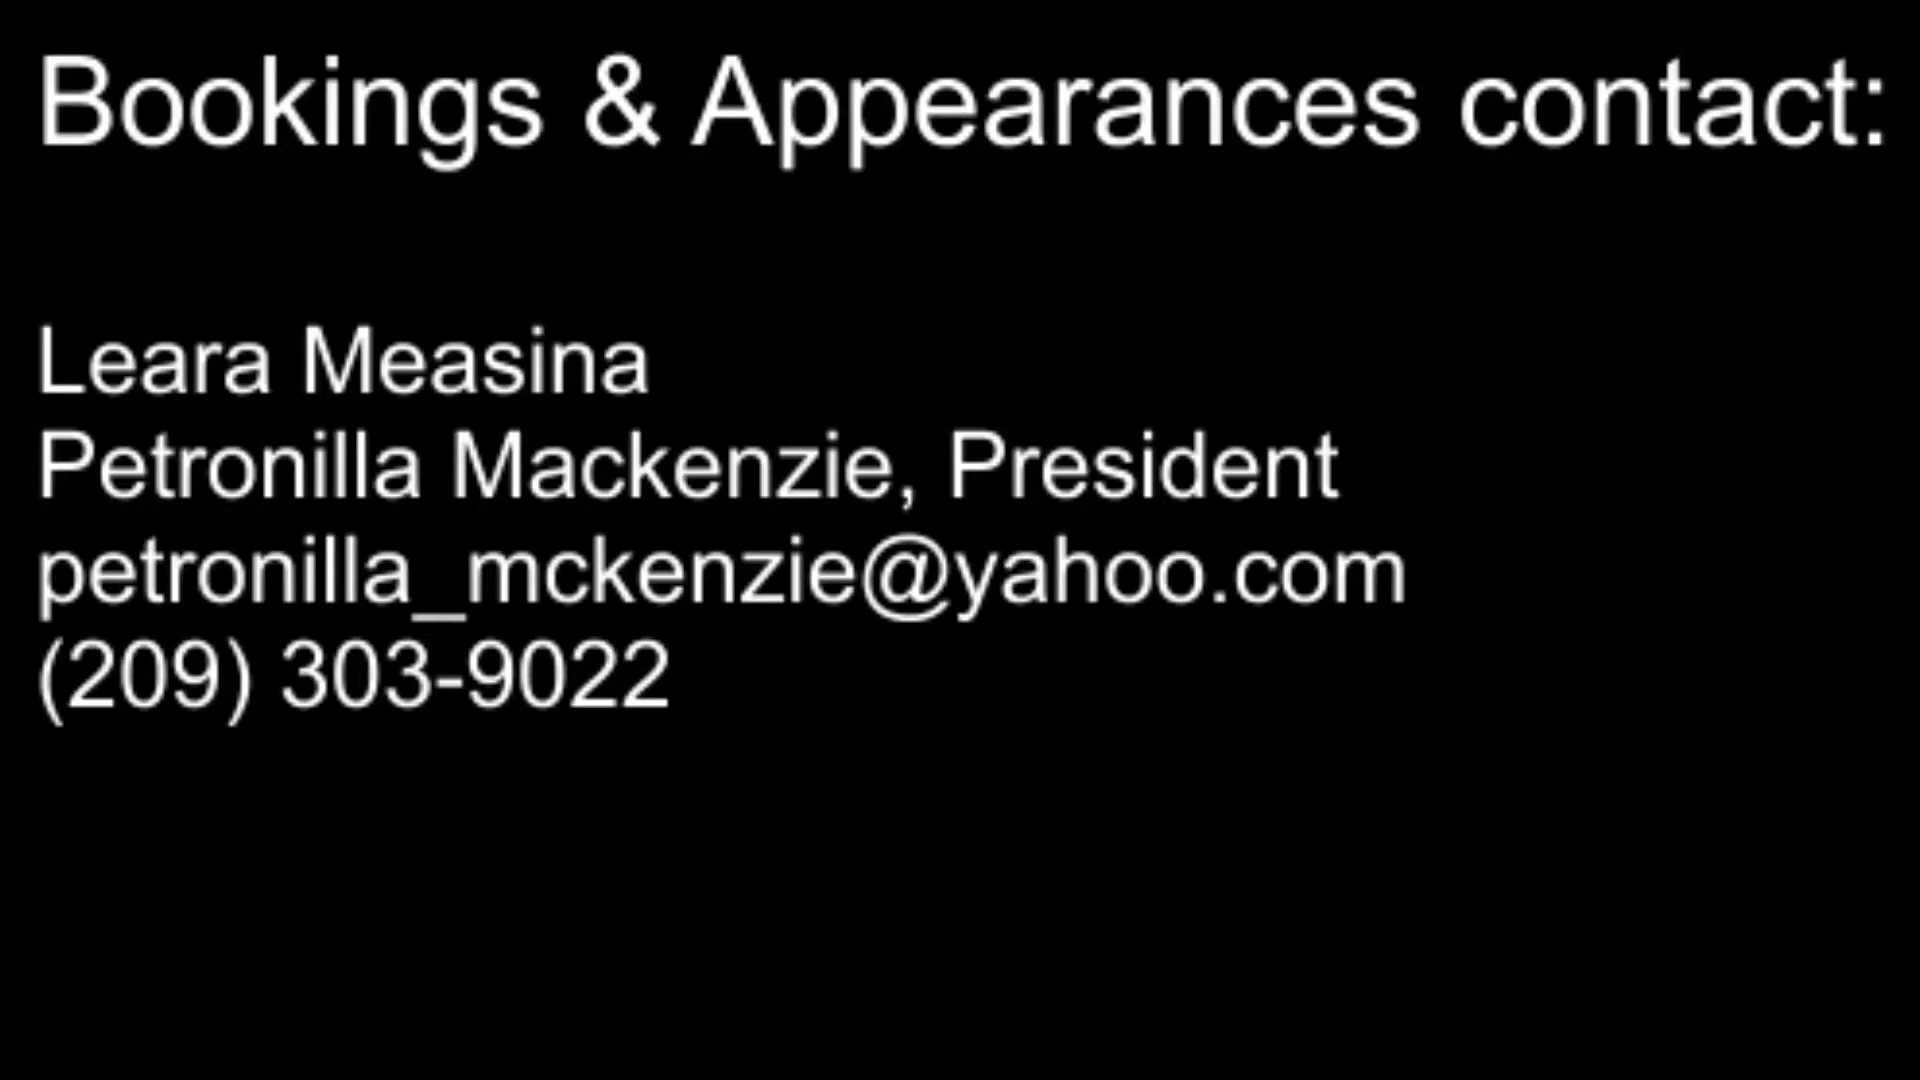 Bookings & Appearances contact:
Leara Measina
Petronilla Mackenzie, President
petronilla_mckenzie@yahoo.com
(209) 303-9022